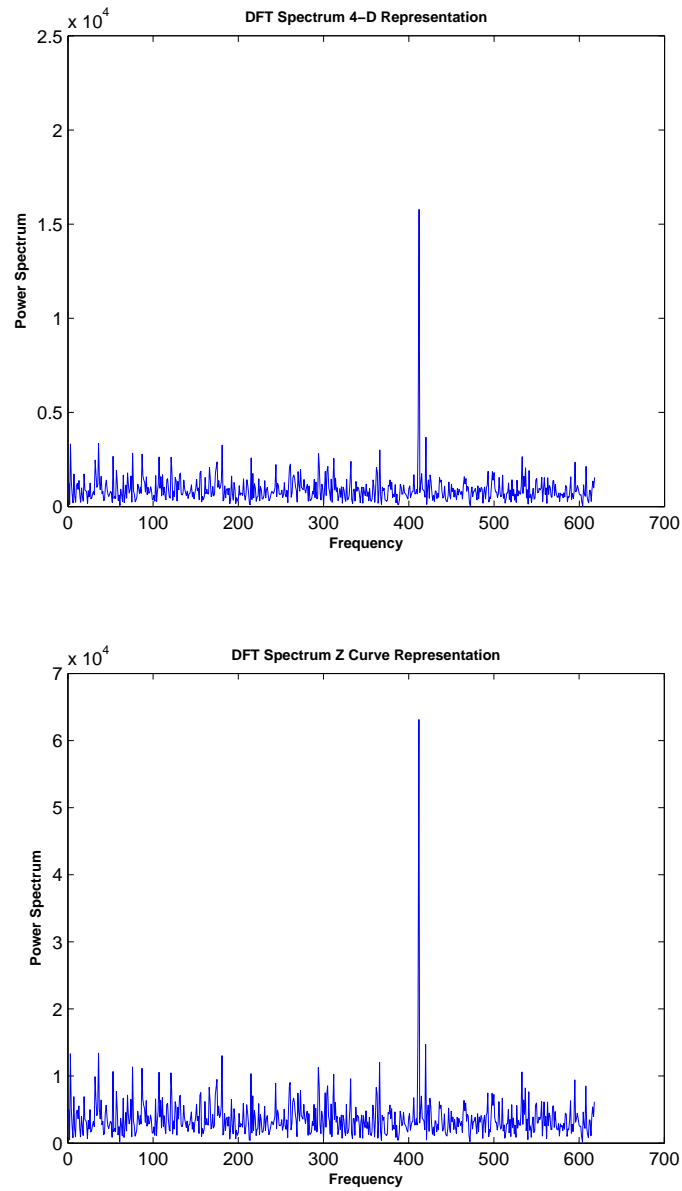 DFT Spectrum 4−D Representation
x 10^4
2.5
2
1.5
1
0.5
0
Power Spectrum
0 100 200 300 400 500 600 700
Frequency
DFT Spectrum Z Curve Representation
x 10^4
7
6
5
4
3
2
1
0
Power Spectrum
0 100 200 300 400 500 600 700
Frequency